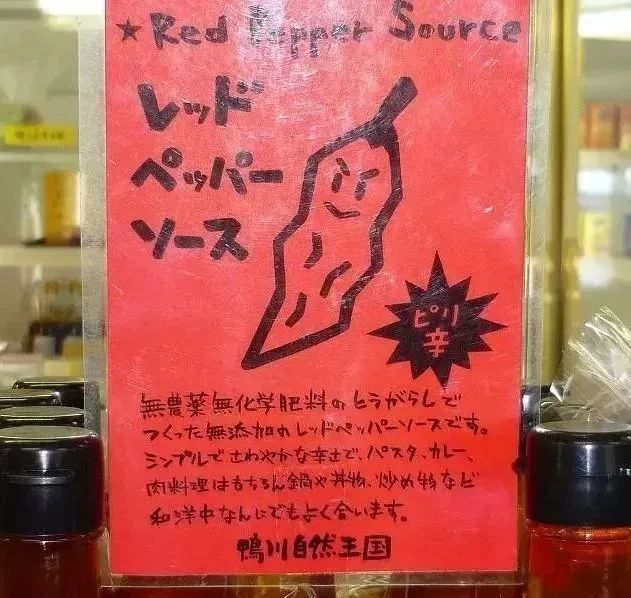 ★Red Pepper Source
レッド
ペッパー
ソース
ピリ
辛
無農薬無化学肥料のヒラがらしで
つくった無添加のレッドペッパーソースです。
シンプルでさわやかな辛さで、パスタ、カレー、
肉料理はもちろん鍋や丼物、炒め物など
和洋中なんにでもよく合います。
鴨川自然王国